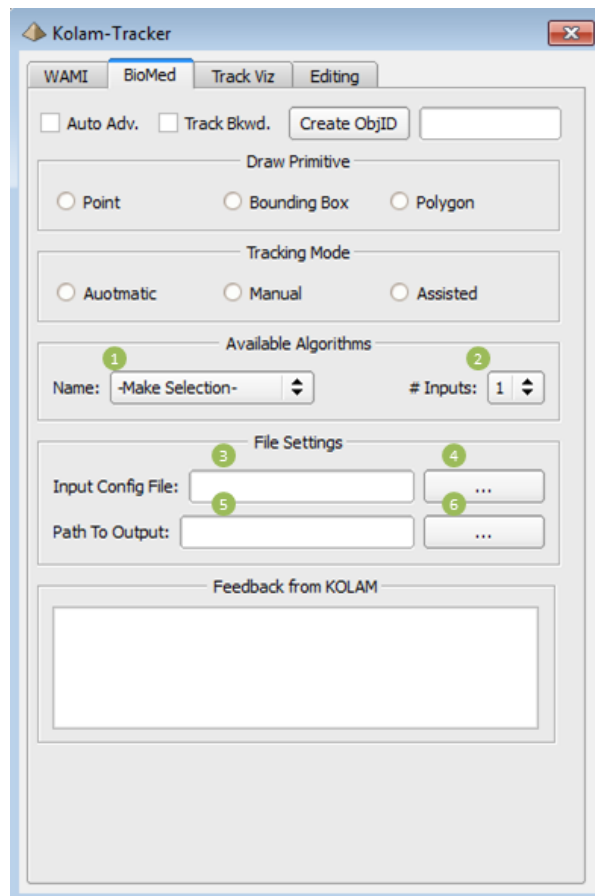 Kolam-Tracker
WAMI BioMed Track Viz Editing
Auto Adv. Track Bkwd. Create ObjID
Draw Primitive
Point Bounding Box Polygon
Tracking Mode
Auotmatic Manual Assisted
Available Algorithms
1 2
Name: -Make Selection- # Inputs: 1
File Settings
3 4
Input Config File: ...
5 6
Path To Output: ...
Feedback from KOLAM